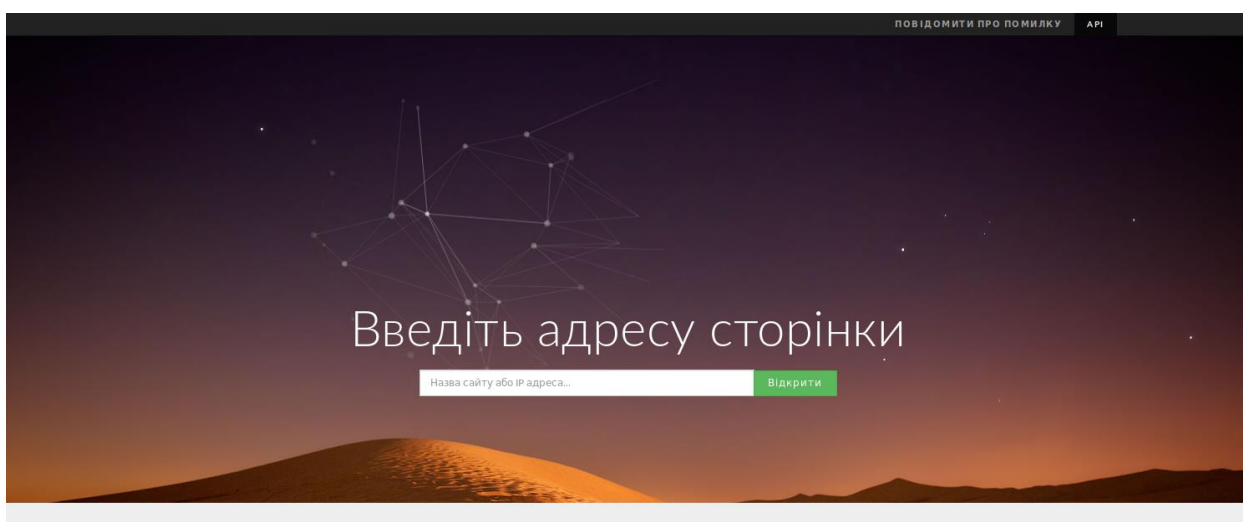 ПОВІДОМИТИ ПРО ПОМИЛКУ API
Введіть адресу сторінки
Назва сайту або IP адреса... Відкрити